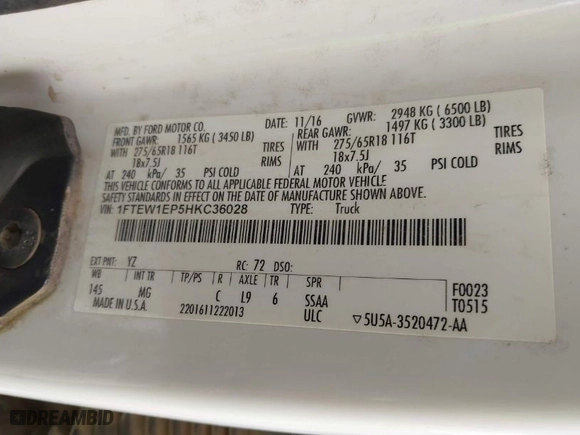 MFD. BY FORD MOTOR CO. DATE: 11/16 GVWR: 2948 KG ( 6500 LB)
FRONT GAWR: 1565 KG ( 3450 LB) REAR GAWR: 1497 KG ( 3300 LB)
WITH 275/65R18 116T TIRES WITH 275/65R18 116T TIRES
18x7.5J RIMS 18x7.5J RIMS
AT 240 kPa/ 35 PSI COLD AT 240 kPa/ 35 PSI COLD
THIS VEHICLE CONFORMS TO ALL APPLICABLE FEDERAL MOTOR VEHICLE
SAFETY STANDARDS IN EFFECT ON THE DATE OF MANUFACTURE SHOWN ABOVE.
VIN: 1FTEW1EP5HKC36028 TYPE: Truck
EXT PNT: YZ RC: 72 DSO:
WB INT TR TP/PS R AXLE TR SPR F0023
145 MG C L9 6 SSAA T0515
MADE IN U.S.A. 2201611222013 ULC ▽5U5A-3520472-AA
DREAMBID